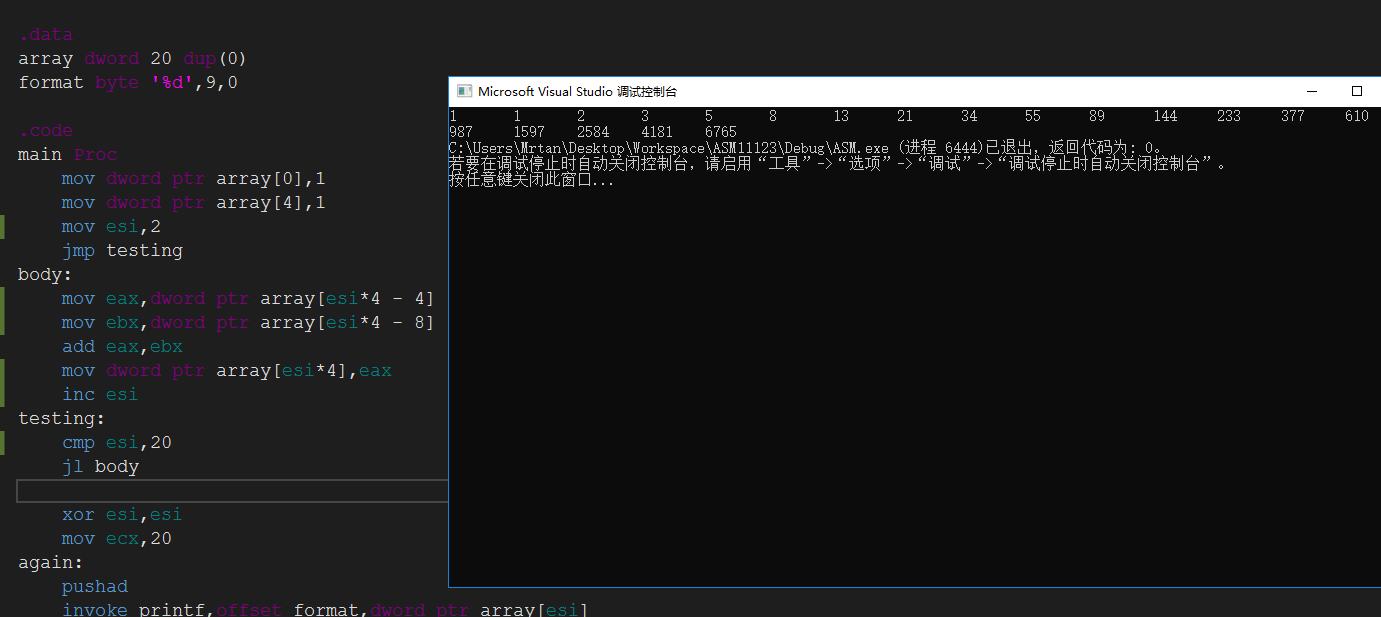 .data
array dword 20 dup(0)
format byte '%d',9,0
.code
main Proc
mov dword ptr array[0],1
mov dword ptr array[4],1
mov esi,2
jmp testing
body:
mov eax,dword ptr array[esi*4 - 4]
mov ebx,dword ptr array[esi*4 - 8]
add eax,ebx
mov dword ptr array[esi*4],eax
inc esi
testing:
cmp esi,20
jl body
xor esi,esi
mov ecx,20
again:
pushad
invoke printf,offset format,dword ptr array[esi]
Microsoft Visual Studio 调试控制台
1 1 2 3 5 8 13 21 34 55 89 144 233 377 610
987 1597 2584 4181 6765
C:\Users\Mrtan\Desktop\Workspace\ASM11123\Debug\ASM.exe (进程 6444)已退出，返回代码为: 0。
若要在调试停止时自动关闭控制台，请启用“工具”->“选项”->“调试”->“调试停止时自动关闭控制台”。
按任意键关闭此窗口...